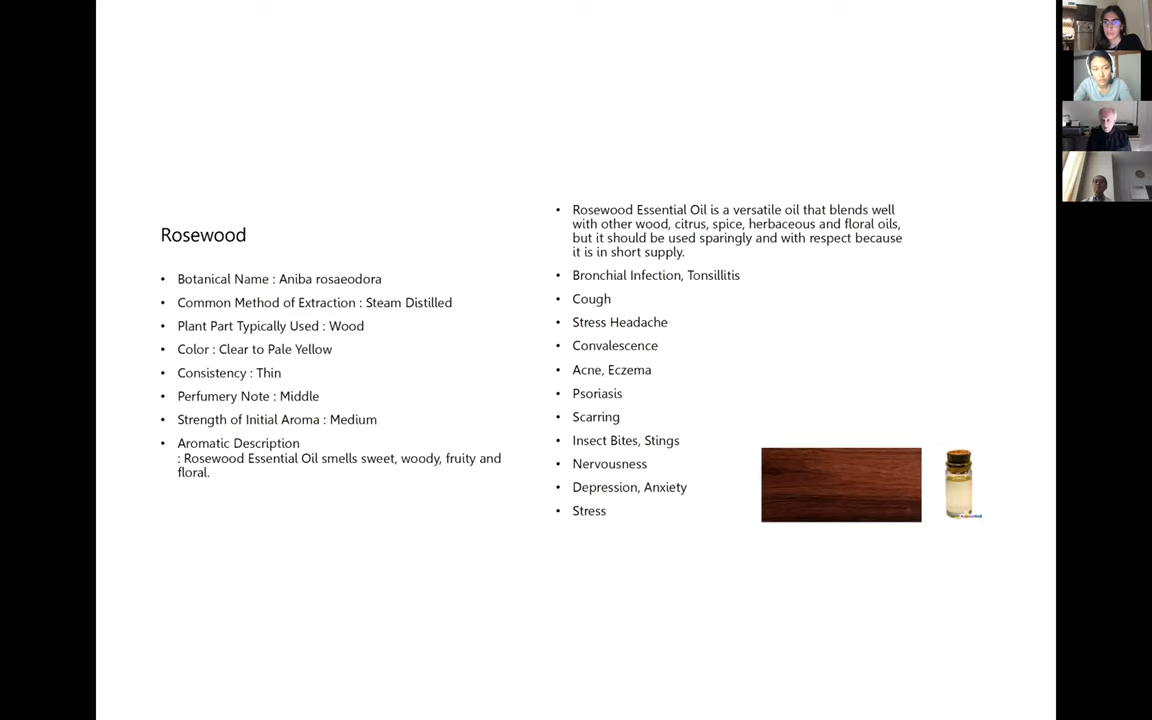 Rosewood
• Botanical Name : Aniba rosaeodora
• Common Method of Extraction : Steam Distilled
• Plant Part Typically Used : Wood
• Color : Clear to Pale Yellow
• Consistency : Thin
• Perfumery Note : Middle
• Strength of Initial Aroma : Medium
• Aromatic Description
: Rosewood Essential Oil smells sweet, woody, fruity and
floral.
• Rosewood Essential Oil is a versatile oil that blends well
with other wood, citrus, spice, herbaceous and floral oils,
but it should be used sparingly and with respect because
it is in short supply.
• Bronchial Infection, Tonsillitis
• Cough
• Stress Headache
• Convalescence
• Acne, Eczema
• Psoriasis
• Scarring
• Insect Bites, Stings
• Nervousness
• Depression, Anxiety
• Stress